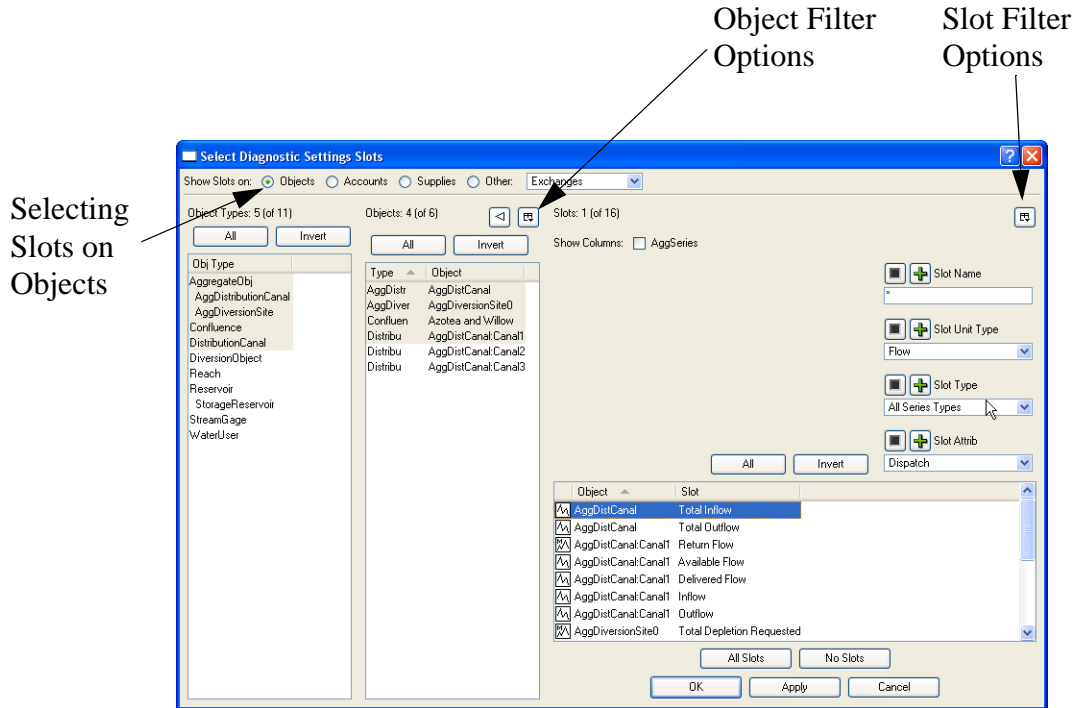 Object Filter
Options
Slot Filter
Options
Selecting
Slots on
Objects
Select Diagnostic Settings Slots
Show Slots on: Objects Accounts Supplies Other: Exchanges
Object Types: 5 (of 11)
All Invert
Obj Type
AggregateObj
AggDistributionCanal
AggDiversionSite
Confluence
DistributionCanal
DiversionObject
Reach
Reservoir
StorageReservoir
StreamGage
WaterUser
Objects: 4 (of 6)
All Invert
Type Object
AggDistr AggDistCanal
AggDiver AggDiversionSite0
Confluen Azotea and Willow
Distribu AggDistCanal:Canal1
Distribu AggDistCanal:Canal2
Distribu AggDistCanal:Canal3
Slots: 1 (of 16)
Show Columns: AggSeries
Slot Name
*
Slot Unit Type
Flow
Slot Type
All Series Types
Slot Attrib
Dispatch
All Invert
Object Slot
AggDistCanal Total Inflow
AggDistCanal Total Outflow
AggDistCanal:Canal1 Return Flow
AggDistCanal:Canal1 Available Flow
AggDistCanal:Canal1 Delivered Flow
AggDistCanal:Canal1 Inflow
AggDistCanal:Canal1 Outflow
AggDiversionSite0 Total Depletion Requested
All Slots No Slots
OK Apply Cancel